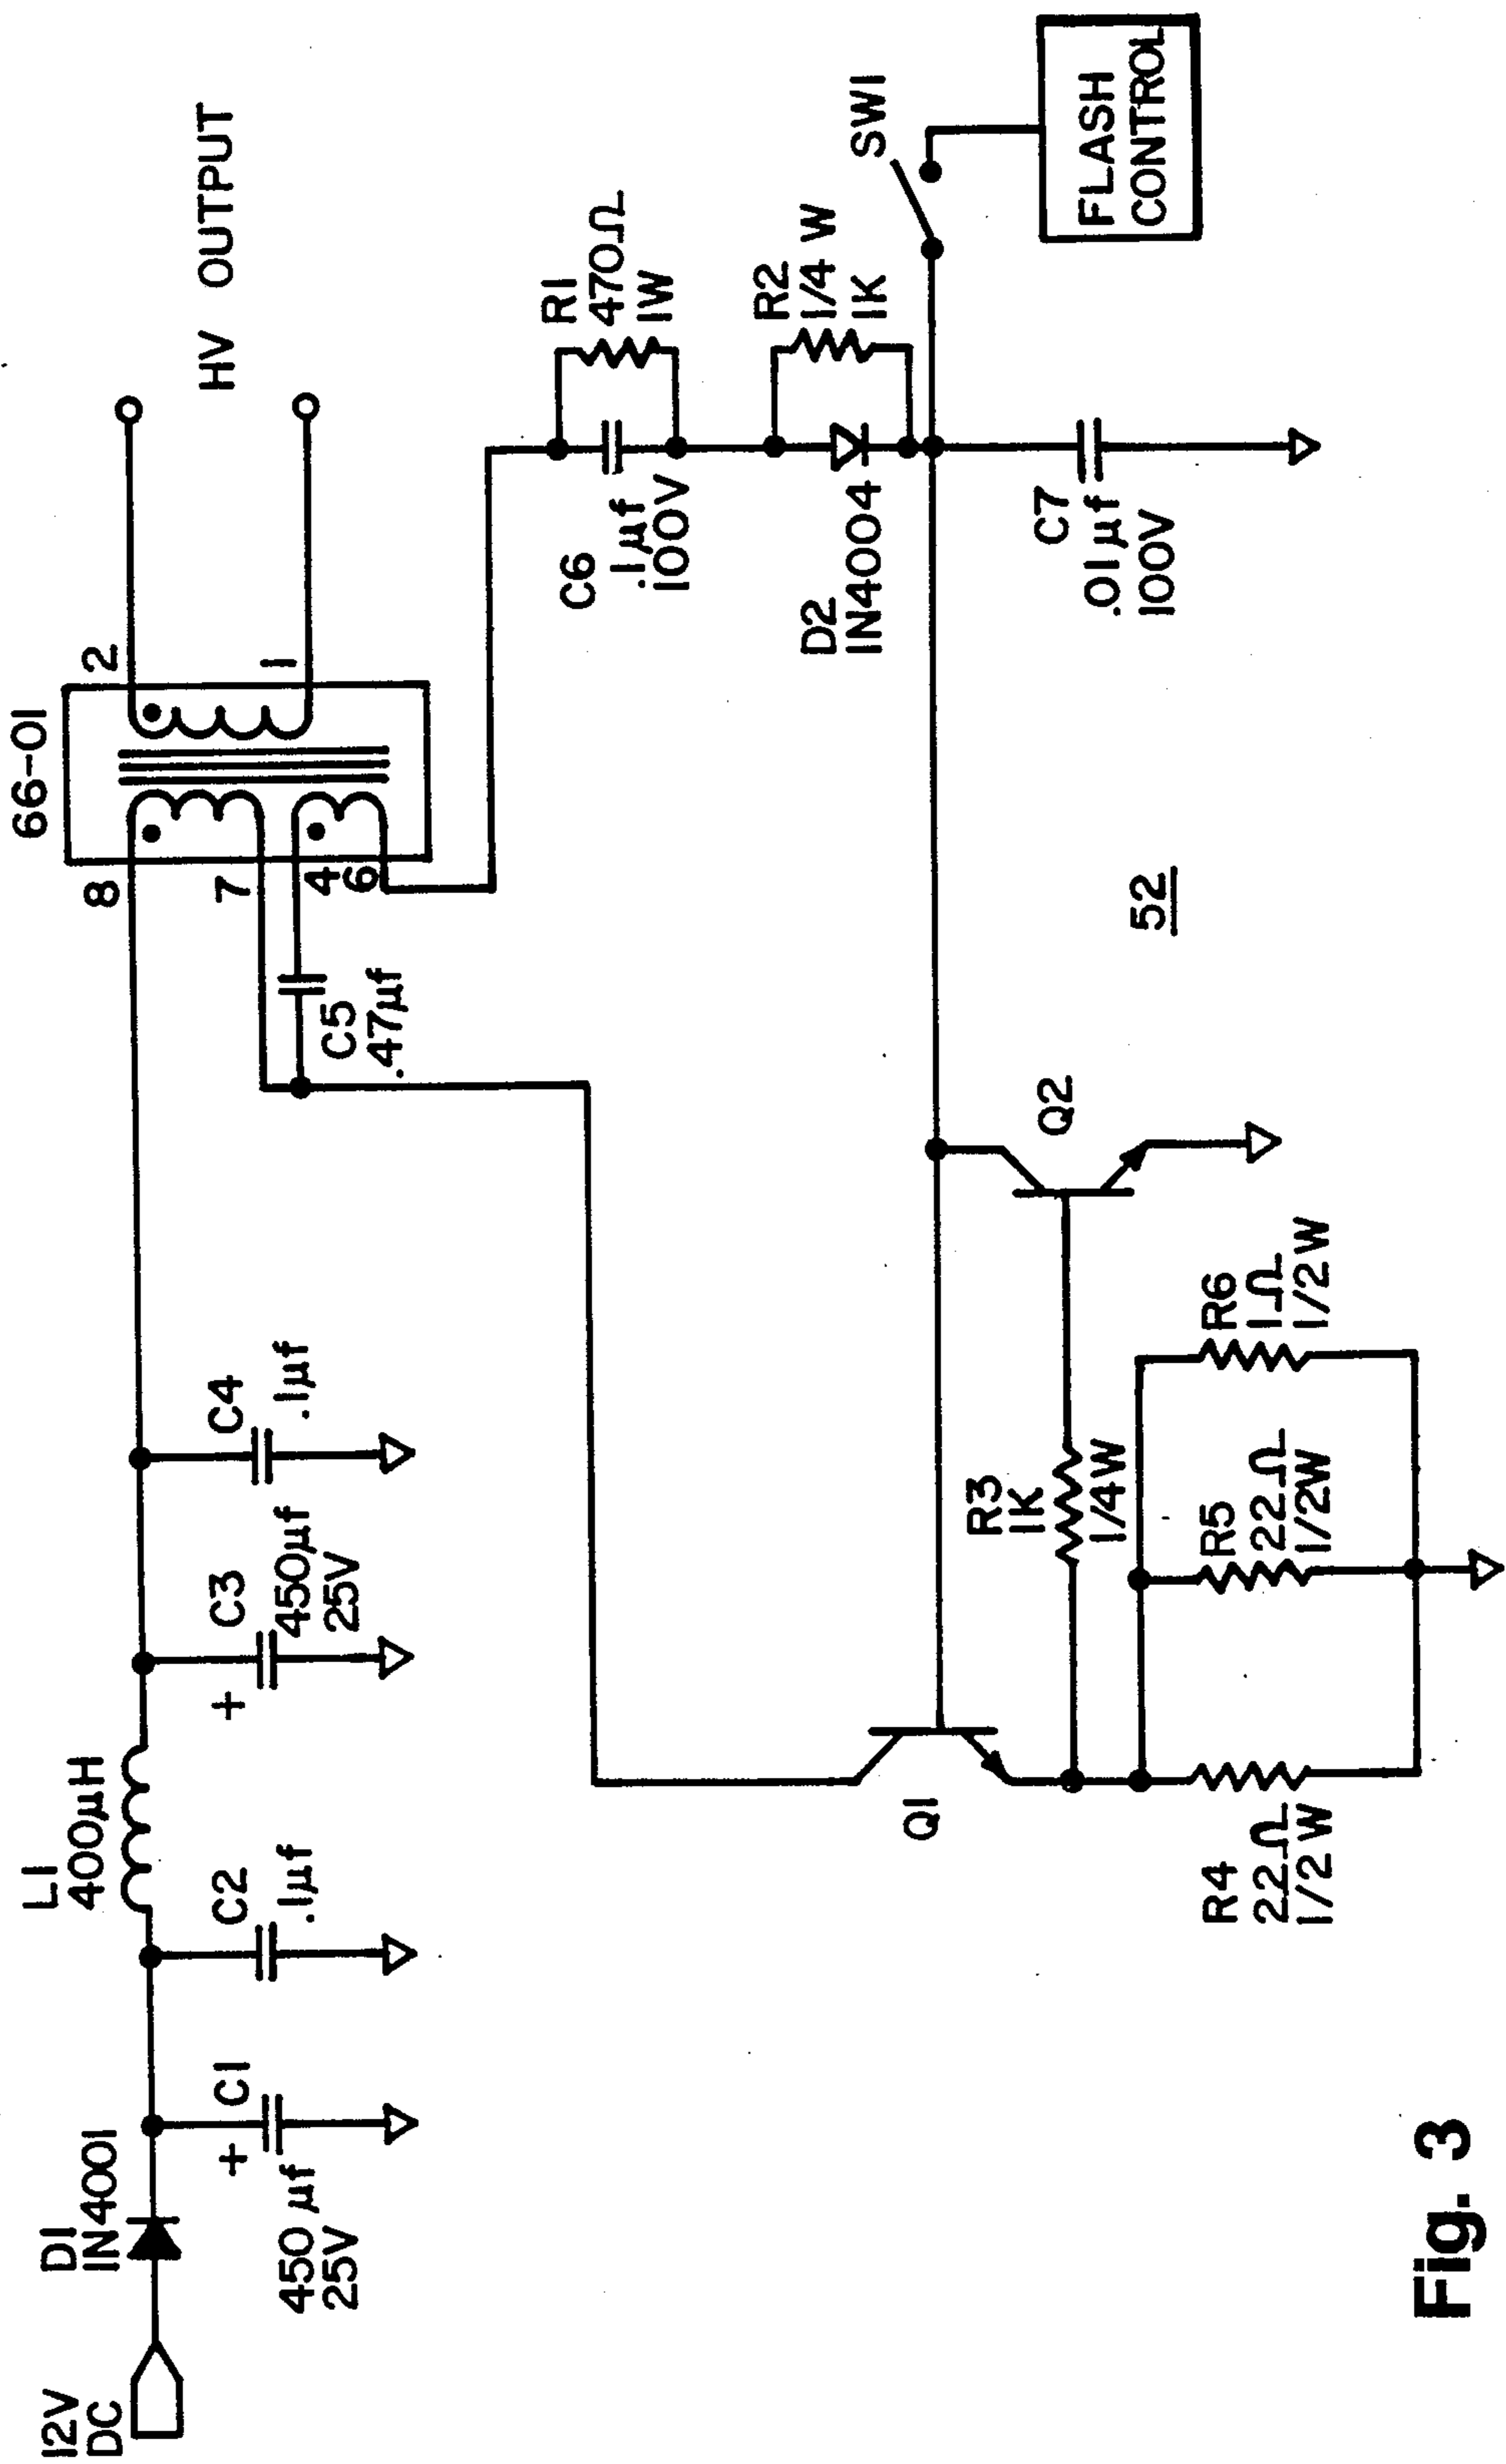 12V
DC
D1
IN4001
C1
+
450 µf
25V
C2
.1µf
L1
400µH
C3
+
450µf
25V
C4
.1µf
66-01
8
7
4
6
2
1
C5
.47µf
HV OUTPUT
C6
.1µf
100V
R1
470Ω
1W
D2
IN4004
R2
1/4 W
1K
SW1
FLASH
CONTROL
C7
.01µf
100V
Q1
Q2
R3
1K
1/4W
R4
22Ω
1/2W
R5
22Ω
1/2W
R6
1Ω
1/2W
52
Fig. 3